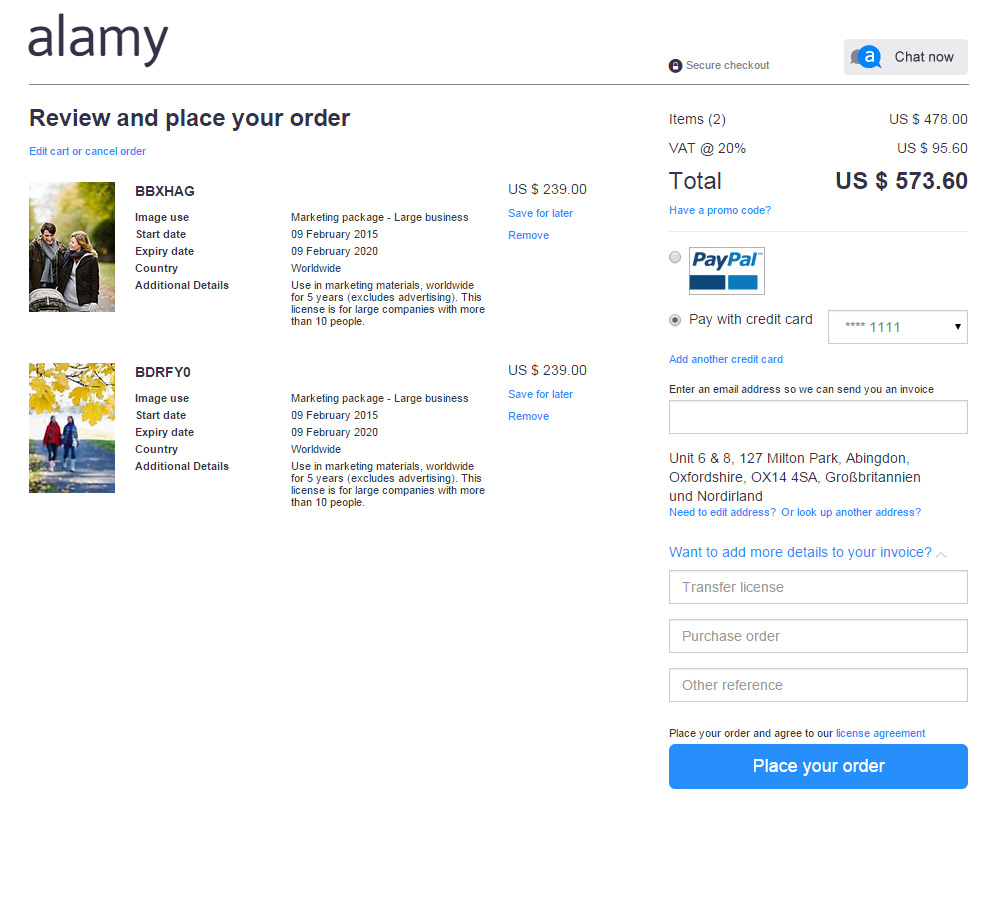 alamy
Secure checkout
a Chat now
Review and place your order
Edit cart or cancel order
BBXHAG
US $ 239.00
Image use Marketing package - Large business
Save for later
Start date 09 February 2015
Remove
Expiry date 09 February 2020
Country Worldwide
Additional Details Use in marketing materials, worldwide
for 5 years (excludes advertising). This
license is for large companies with more
than 10 people.
BDRFY0
US $ 239.00
Image use Marketing package - Large business
Save for later
Start date 09 February 2015
Remove
Expiry date 09 February 2020
Country Worldwide
Additional Details Use in marketing materials, worldwide
for 5 years (excludes advertising). This
license is for large companies with more
than 10 people.
Items (2) US $ 478.00
VAT @ 20% US $ 95.60
Total US $ 573.60
Have a promo code?
PayPal™
Pay with credit card **** 1111
Add another credit card
Enter an email address so we can send you an invoice
Unit 6 & 8, 127 Milton Park, Abingdon,
Oxfordshire, OX14 4SA, Großbritannien
und Nordirland
Need to edit address? Or look up another address?
Want to add more details to your invoice?
Transfer license
Purchase order
Other reference
Place your order and agree to our license agreement
Place your order